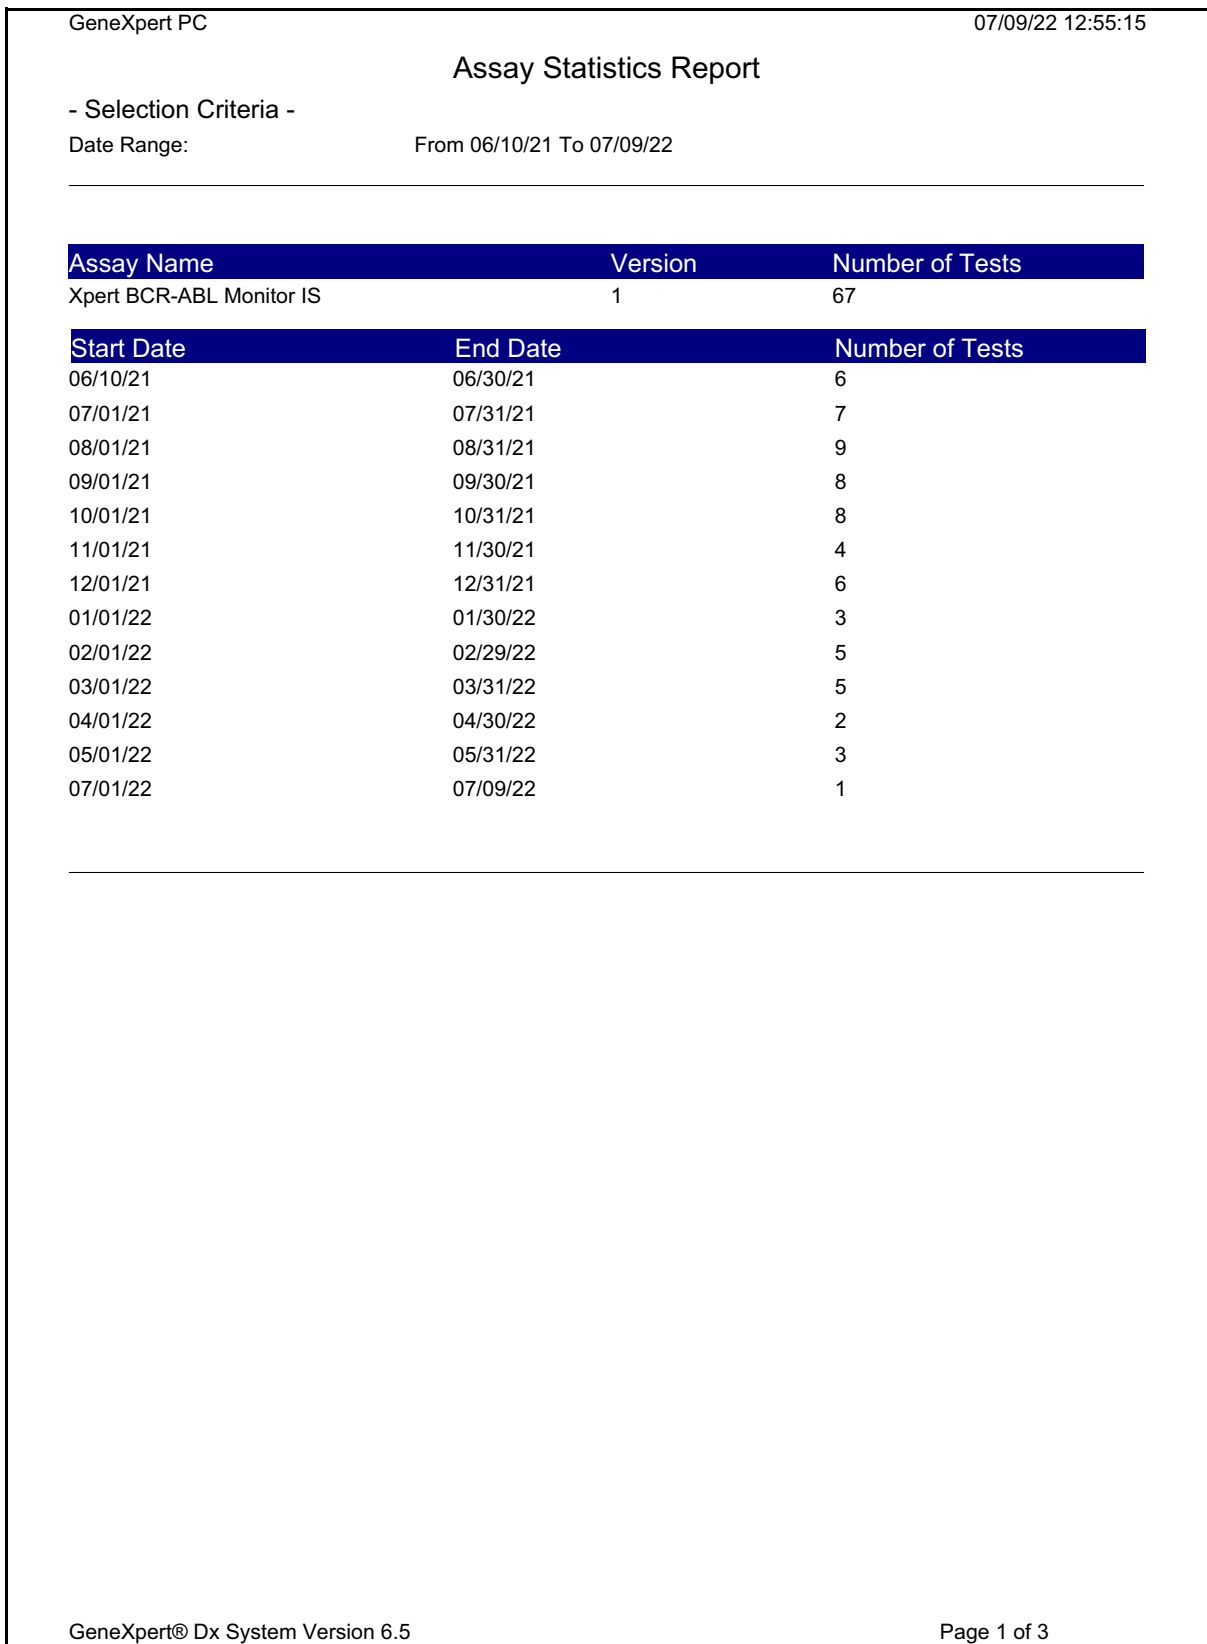 GeneXpert PC 07/09/22 12:55:15
Assay Statistics Report
- Selection Criteria -
Date Range: From 06/10/21 To 07/09/22
Assay Name Version Number of Tests
Xpert BCR-ABL Monitor IS 1 67
Start Date End Date Number of Tests
06/10/21 06/30/21 6
07/01/21 07/31/21 7
08/01/21 08/31/21 9
09/01/21 09/30/21 8
10/01/21 10/31/21 8
11/01/21 11/30/21 4
12/01/21 12/31/21 6
01/01/22 01/30/22 3
02/01/22 02/29/22 5
03/01/22 03/31/22 5
04/01/22 04/30/22 2
05/01/22 05/31/22 3
07/01/22 07/09/22 1
GeneXpert® Dx System Version 6.5 Page 1 of 3